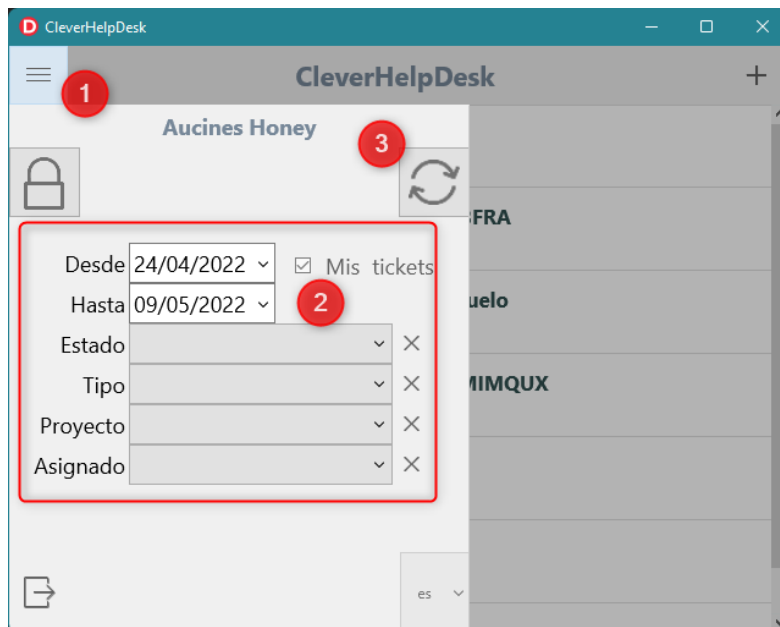 CleverHelpDesk
CleverHelpDesk
1
Aucines Honey
3
FRA
Desde 24/04/2022 Mis tickets
Hasta 09/05/2022 2
uelo
Estado
Tipo
MIMQUX
Proyecto
Asignado
es